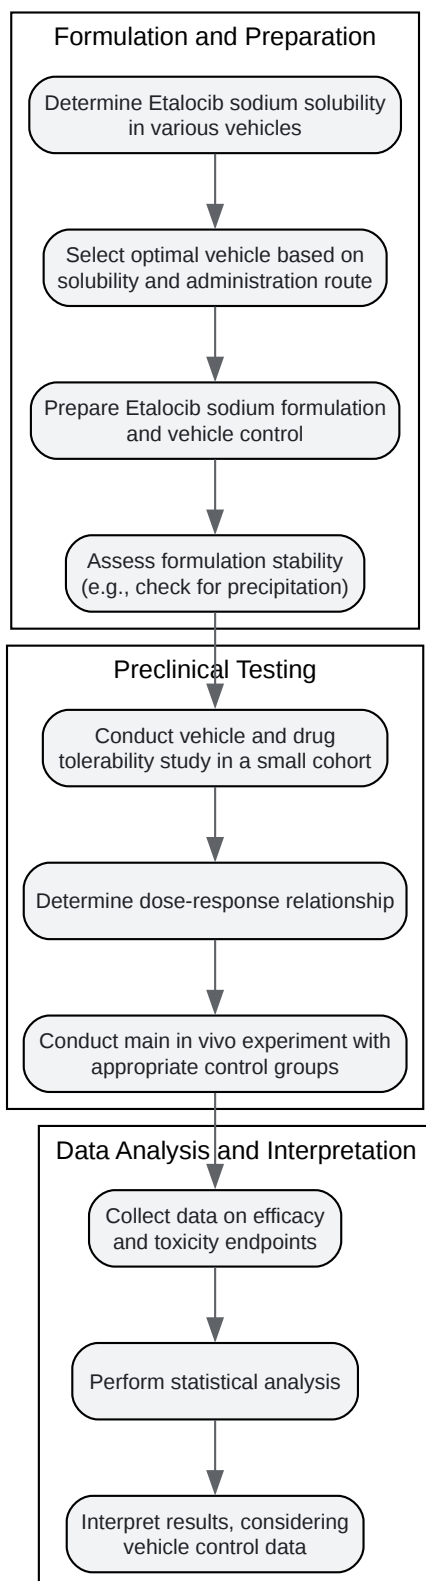 Formulation and Preparation
Determine Etalocib sodium solubility
in various vehicles
Select optimal vehicle based on
solubility and administration route
Prepare Etalocib sodium formulation
and vehicle control
Assess formulation stability
(e.g., check for precipitation)
Preclinical Testing
Conduct vehicle and drug
tolerability study in a small cohort
Determine dose-response relationship
Conduct main in vivo experiment with
appropriate control groups
Data Analysis and Interpretation
Collect data on efficacy
and toxicity endpoints
Perform statistical analysis
Interpret results, considering
vehicle control data